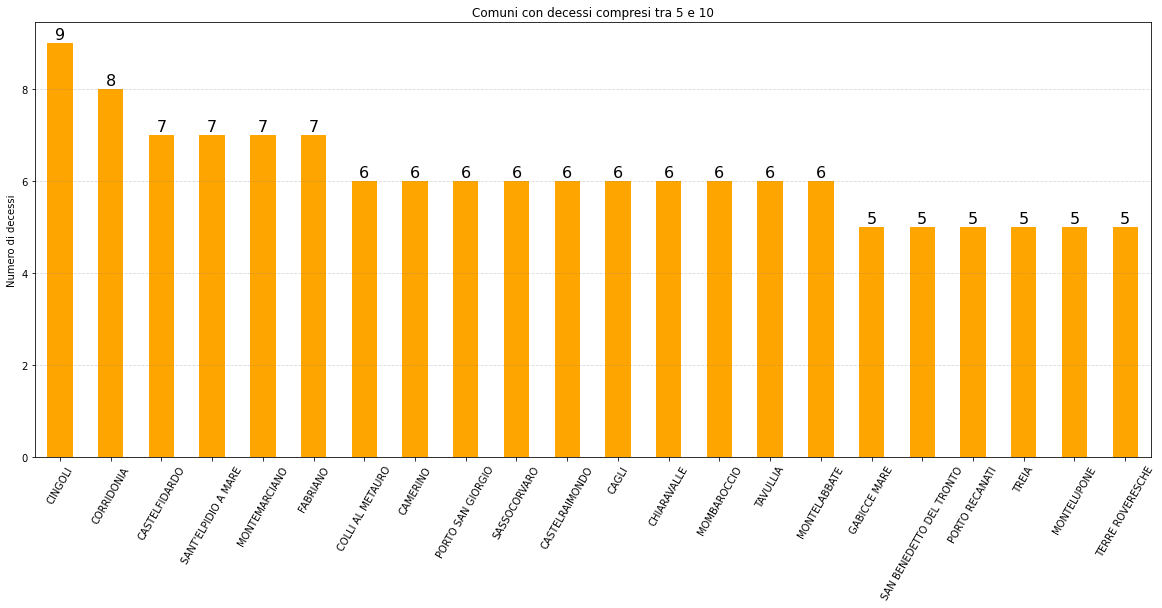 Comuni con decessi compresi tra 5 e 10
Numero di decessi
8
6
4
2
0
9
8
7
7
7
7
6
6
6
6
6
6
6
6
6
6
5
5
5
5
5
5
CINGOLI
CORRIDONIA
CASTELFIDARDO
SANT'ELPIDIO A MARE
MONTEMARCIANO
FABRIANO
COLLI AL METAURO
CAMERINO
PORTO SAN GIORGIO
SASSOCORVARO
CASTELRAIMONDO
CAGLI
CHIARAVALLE
MOMBAROCCIO
TAVULLIA
MONTELABBATE
GABICCE MARE
SAN BENEDETTO DEL TRONTO
PORTO RECANATI
TREIA
MONTELUPONE
TERRE ROVERESCHE